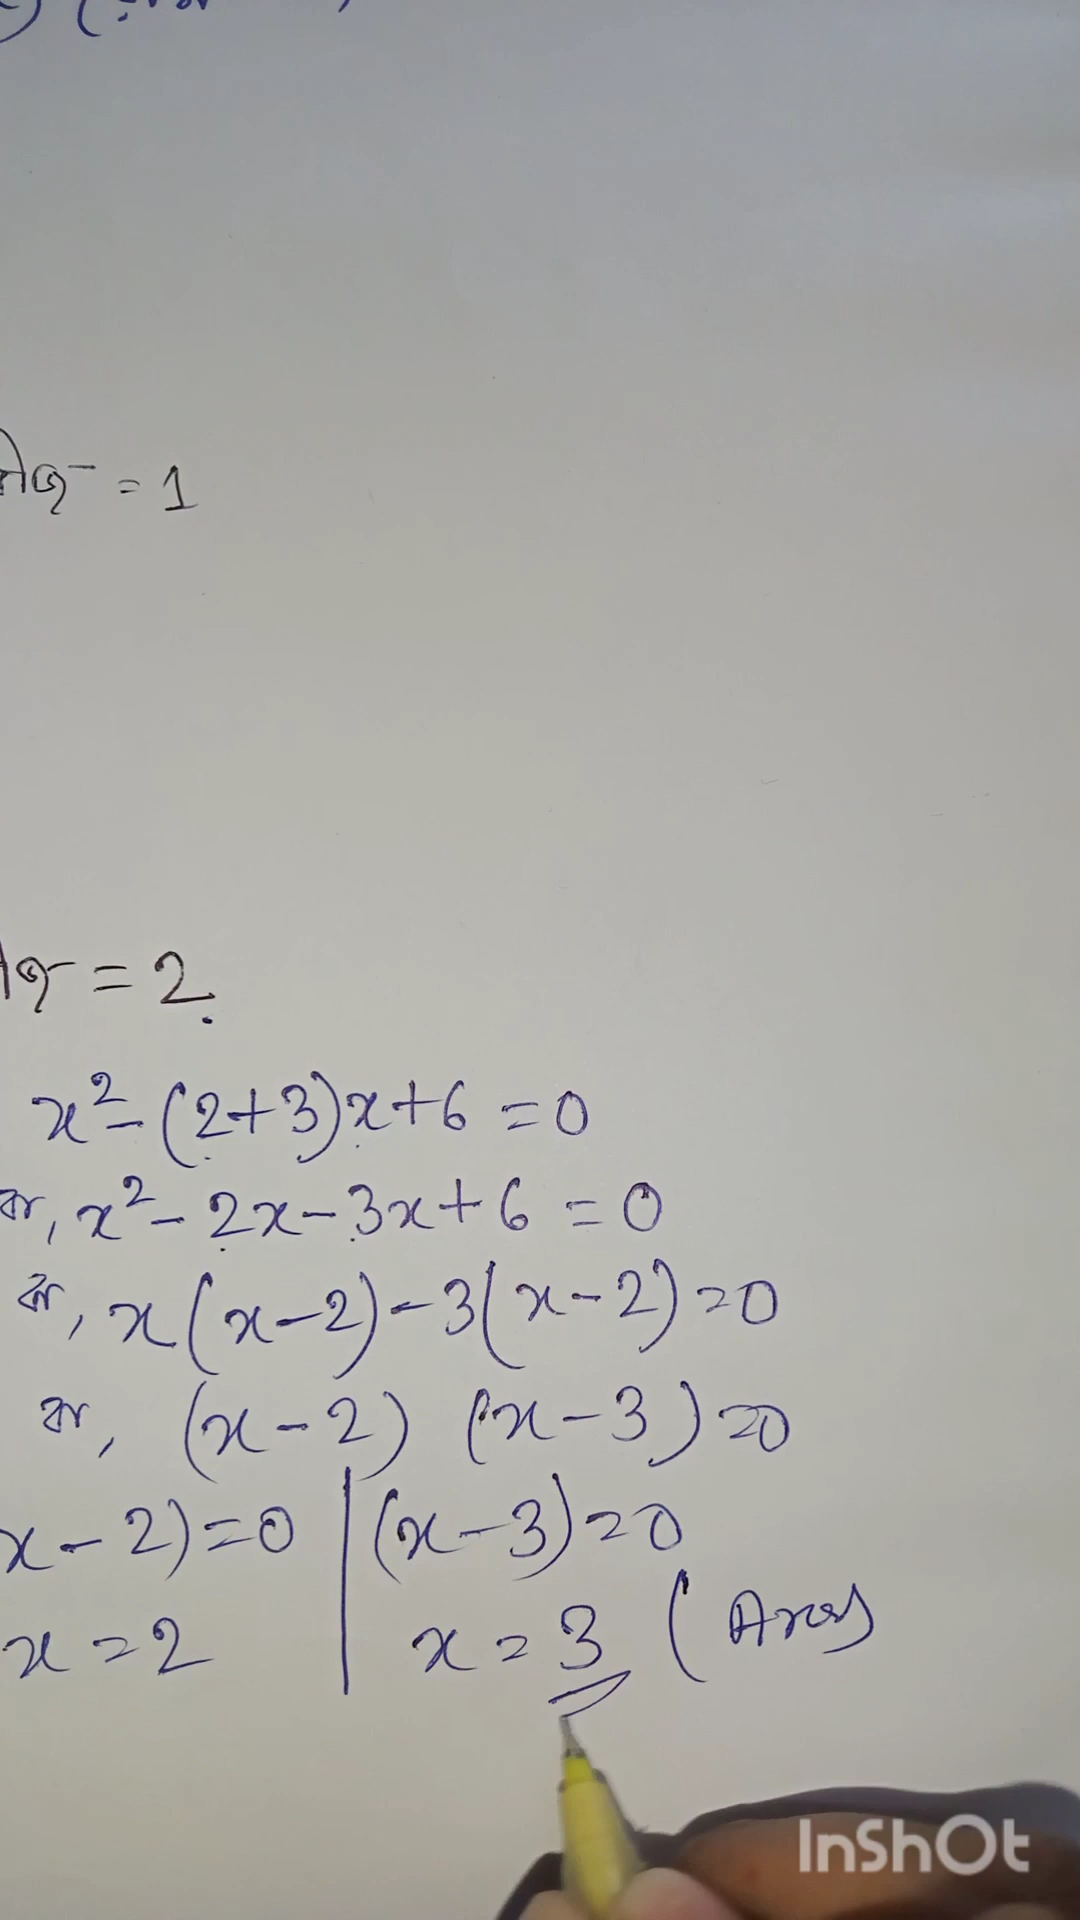 = 1
= 2
x² - (2+3)x + 6 = 0
বা, x² - 2x - 3x + 6 = 0
বা, x(x-2) - 3(x-2) = 0
বা, (x-2) (x-3) = 0
x - 2) = 0 | (x-3) = 0
x = 2 | x = 3 (Ans
InShOt